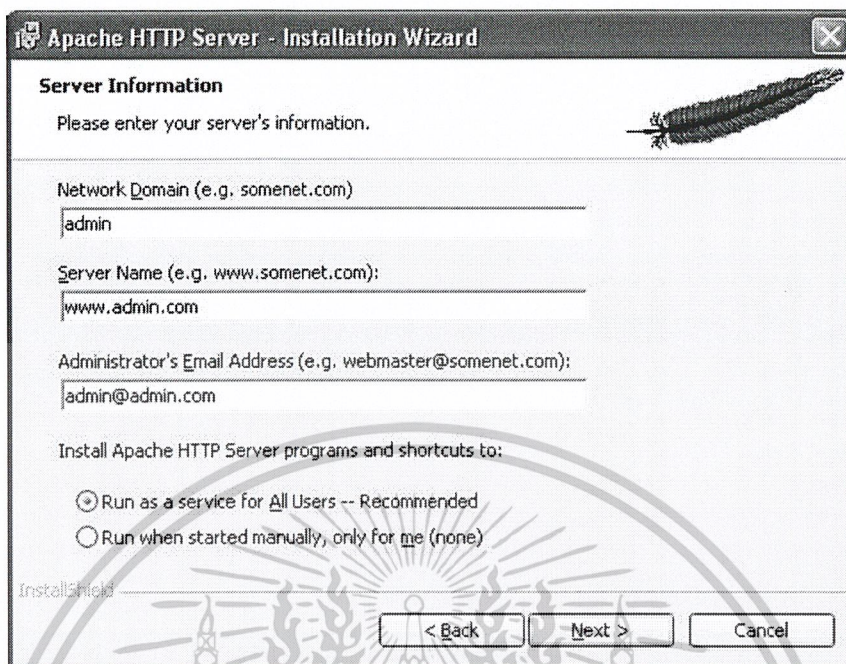 Apache HTTP Server - Installation Wizard
Server Information
Please enter your server's information.
Network Domain (e.g. somenet.com)
admin
Server Name (e.g. www.somenet.com):
www.admin.com
Administrator's Email Address (e.g. webmaster@somenet.com):
admin@admin.com
Install Apache HTTP Server programs and shortcuts to:
Run as a service for All Users -- Recommended
Run when started manually, only for me (none)
InstallShield
< Back
Next >
Cancel